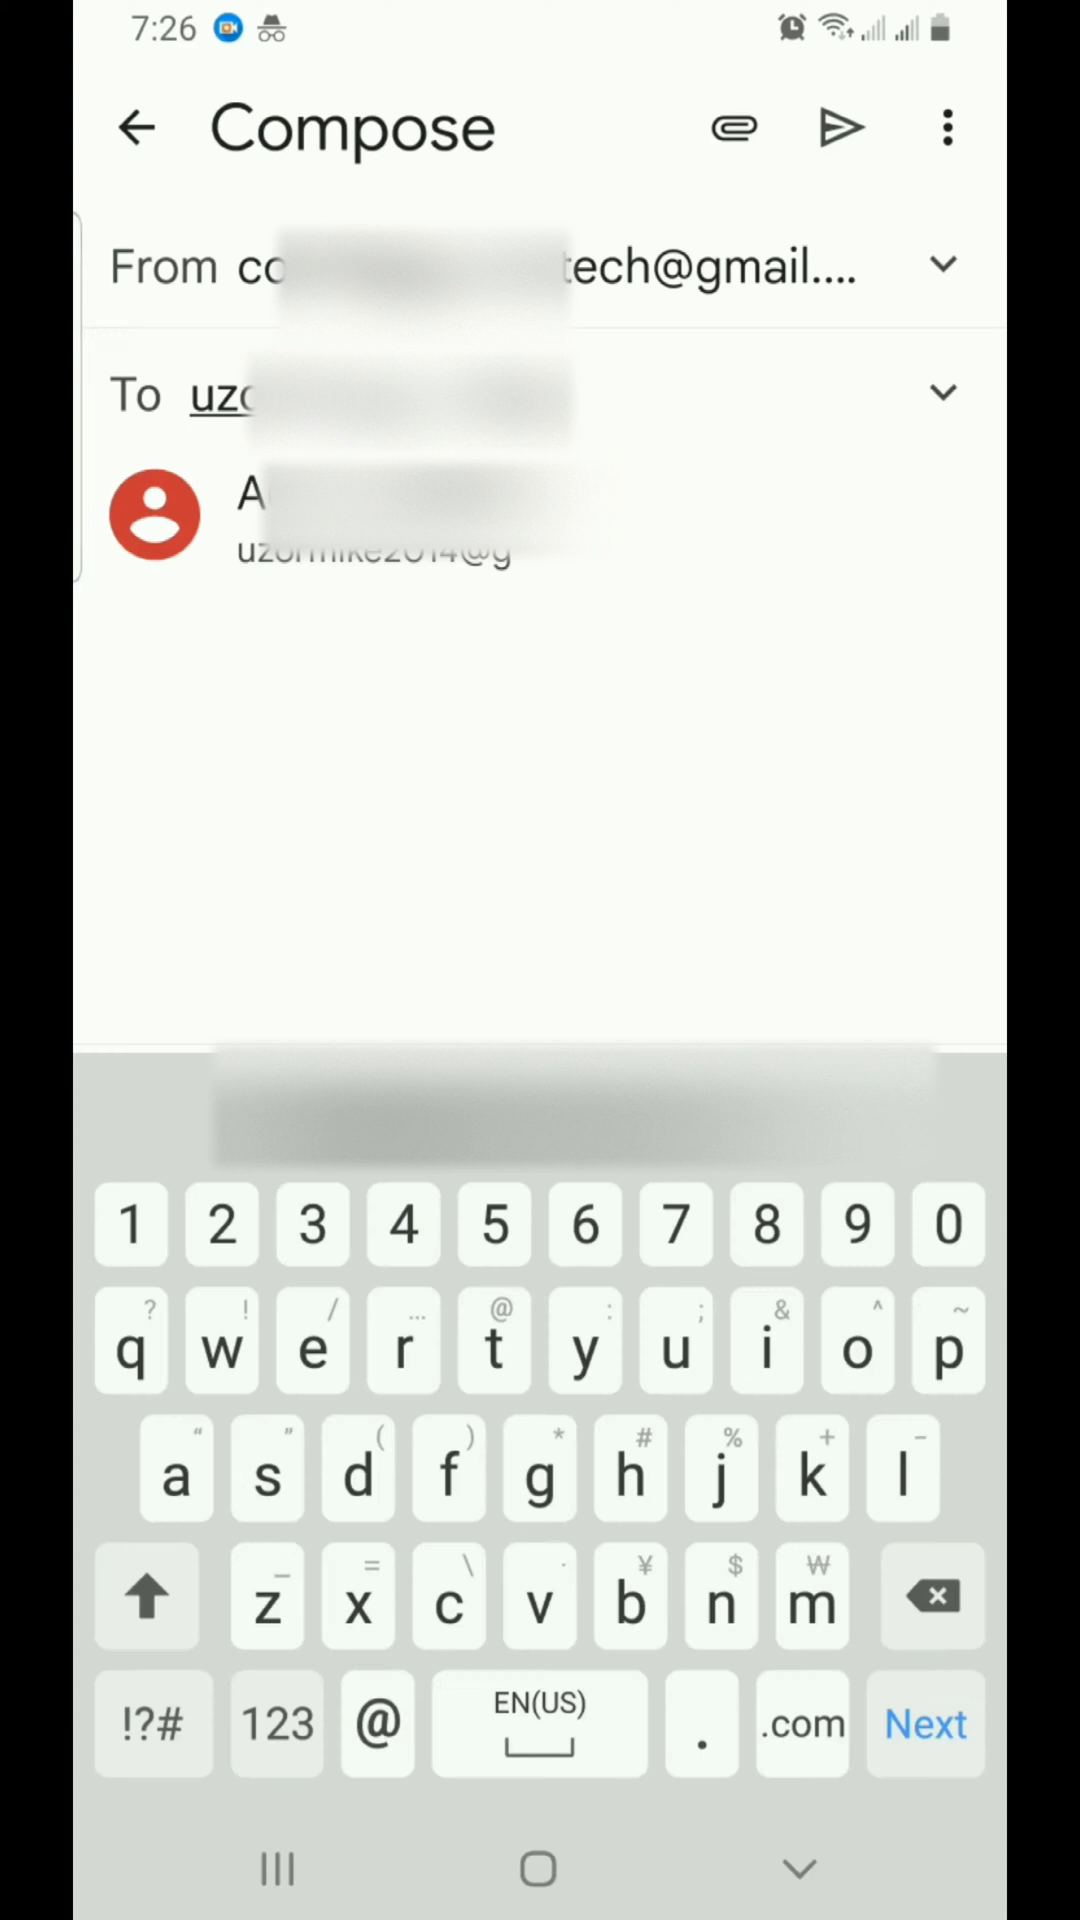 7:26
Compose
From co tech@gmail....
To uzo
A
1 2 3 4 5 6 7 8 9 0
? ! / ... @ : ; & ^ ~
q w e r t y u i o p
“ ” ( ) * # % + -
a s d f g h j k l
_ = \ · ¥ $ ₩
z x c v b n m
!?# 123 @ EN(US) . .com Next